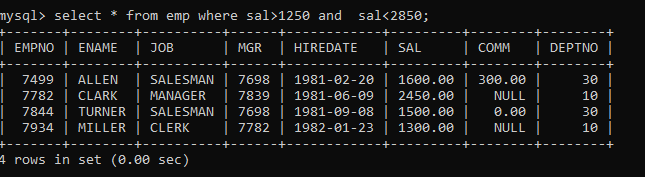 mysql> select * from emp where sal>1250 and  sal<2850;
+-------+--------+----------+------+------------+---------+--------+--------+
| EMPNO | ENAME  | JOB      | MGR  | HIREDATE   | SAL     | COMM   | DEPTNO |
+-------+--------+----------+------+------------+---------+--------+--------+
|  7499 | ALLEN  | SALESMAN | 7698 | 1981-02-20 | 1600.00 | 300.00 |     30 |
|  7782 | CLARK  | MANAGER  | 7839 | 1981-06-09 | 2450.00 |   NULL |     10 |
|  7844 | TURNER | SALESMAN | 7698 | 1981-09-08 | 1500.00 |   0.00 |     30 |
|  7934 | MILLER | CLERK    | 7782 | 1982-01-23 | 1300.00 |   NULL |     10 |
+-------+--------+----------+------+------------+---------+--------+--------+
4 rows in set (0.00 sec)